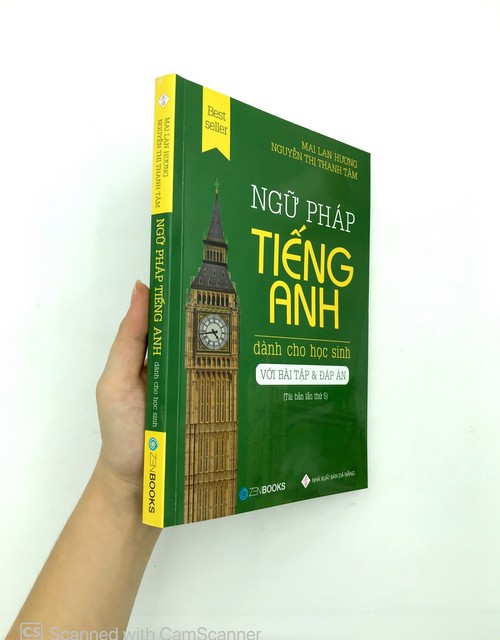 MAI LAN HƯƠNG
NGUYỄN THỊ THANH TÂM
NGỮ PHÁP TIẾNG ANH
dành cho học sinh
ZENBOOKS
Best
seller
MAI LAN HƯƠNG
NGUYỄN THỊ THANH TÂM
NGỮ PHÁP
TIẾNG
ANH
dành cho học sinh
VỚI BÀI TẬP & ĐÁP ÁN
(Tái bản lần thứ 5)
ZENBOOKS
NHÀ XUẤT BẢN ĐÀ NẴNG
CS Scanned with CamScanner